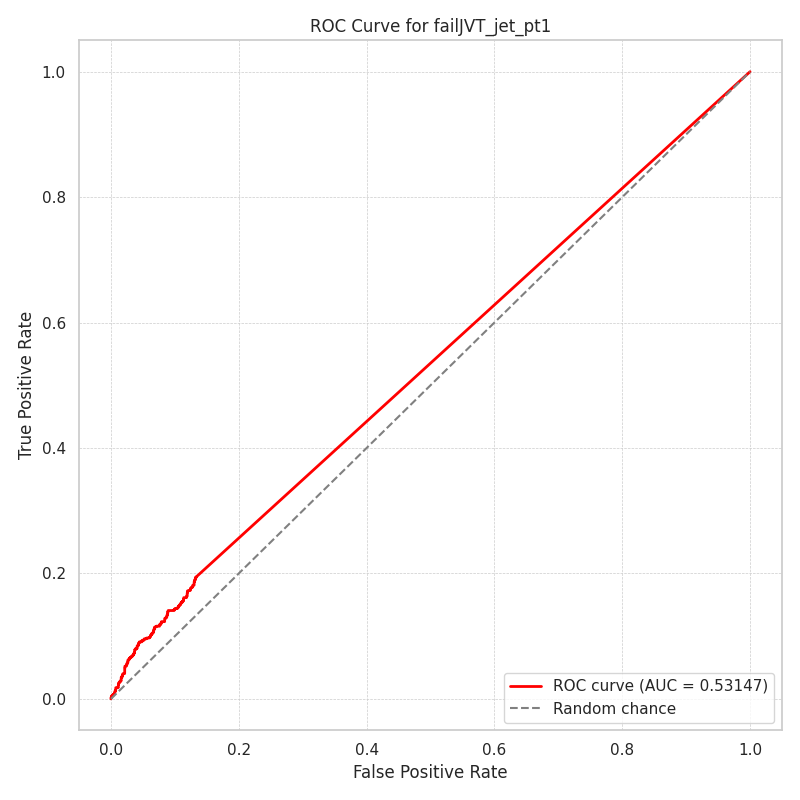 ROC Curve for failJVT_jet_pt1
True Positive Rate
1.0
0.8
0.6
0.4
0.2
0.0
ROC curve (AUC = 0.53147)
Random chance
0.0 0.2 0.4 0.6 0.8 1.0
False Positive Rate